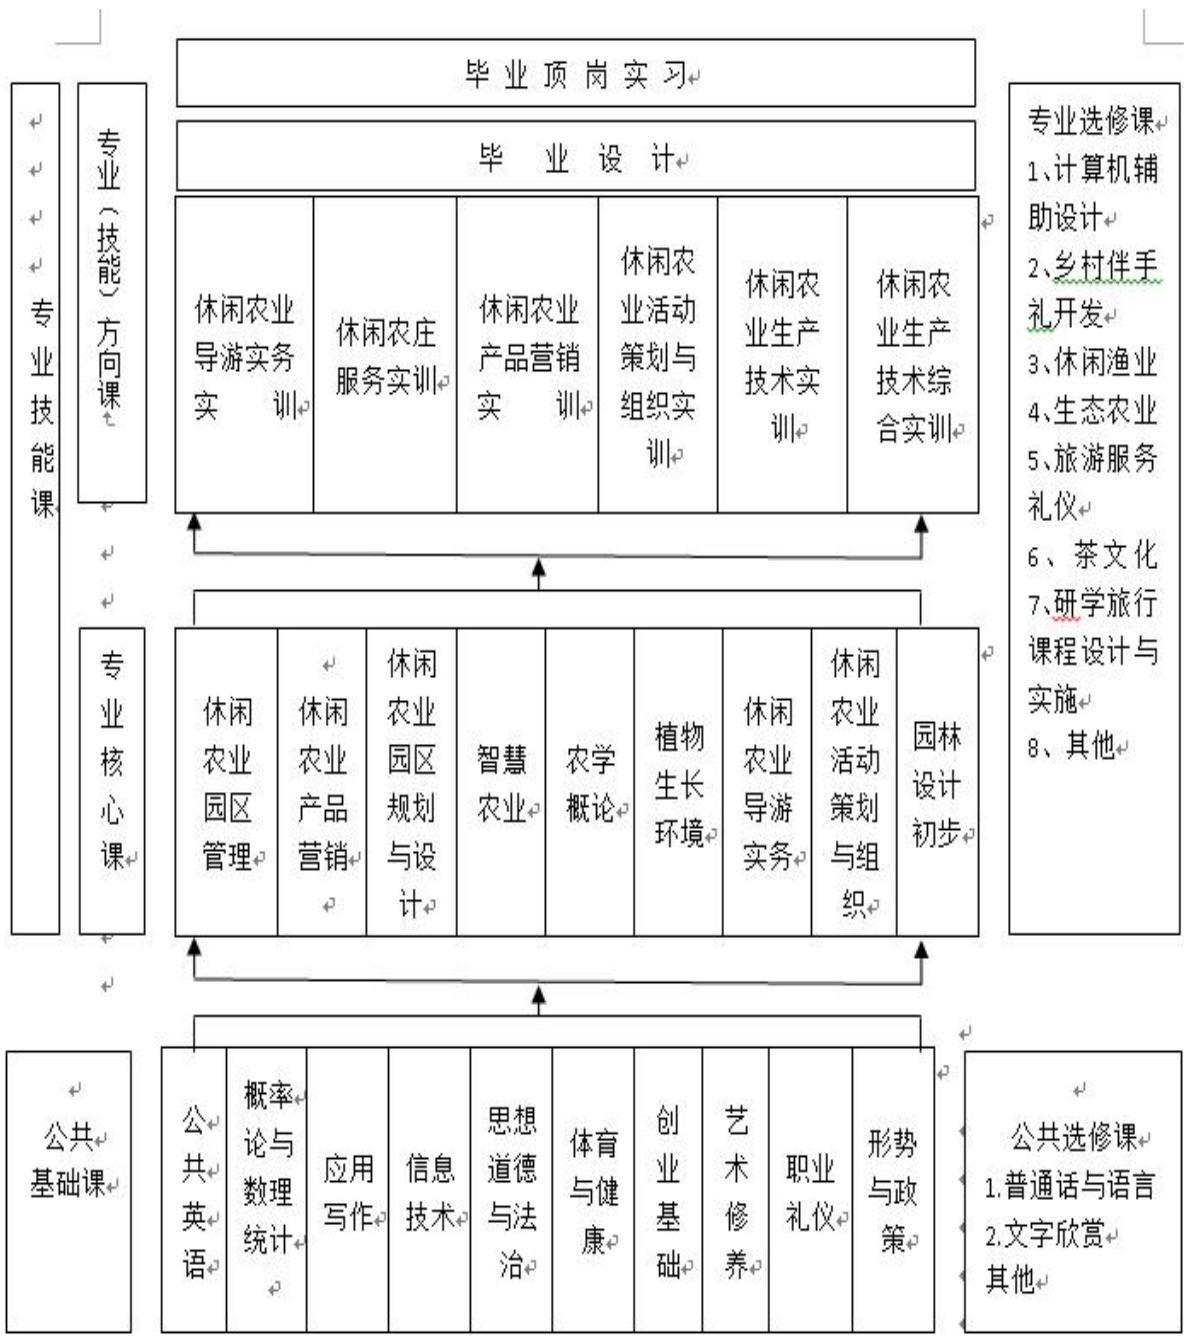 毕业顶岗实习
毕业设计
专业技能课
专业（技能）方向课
休闲农业
导游实务
实训
休闲农庄
服务实训
休闲农业
产品营销
实训
休闲农
业活动
策划与
组织实
训
休闲农
业生产
技术实
训
休闲农
业生产
技术综
合实训
专业选修课
1、计算机辅
助设计
2、乡村伴手
礼开发
3、休闲渔业
4、生态农业
5、旅游服务
礼仪
6、茶文化
7、研学旅行
课程设计与
实施
8、其他
专业核心课
休闲
农业
园区
管理
休闲
农业
产品
营销
休闲
农业
园区
规划
与设
计
智慧
农业
农学
概论
植物
生长
环境
休闲
农业
导游
实务
休闲
农业
活动
策划
与组
织
园林
设计
初步
公共
基础课
公共英语
概率
论与
数理
统计
应用
写作
信息
技术
思想
道德
与法
治
体育
与健
康
创业基础
艺术修养
职业
礼仪
形势
与政
策
公共选修课
1.普通话与语言
2.文字欣赏
其他